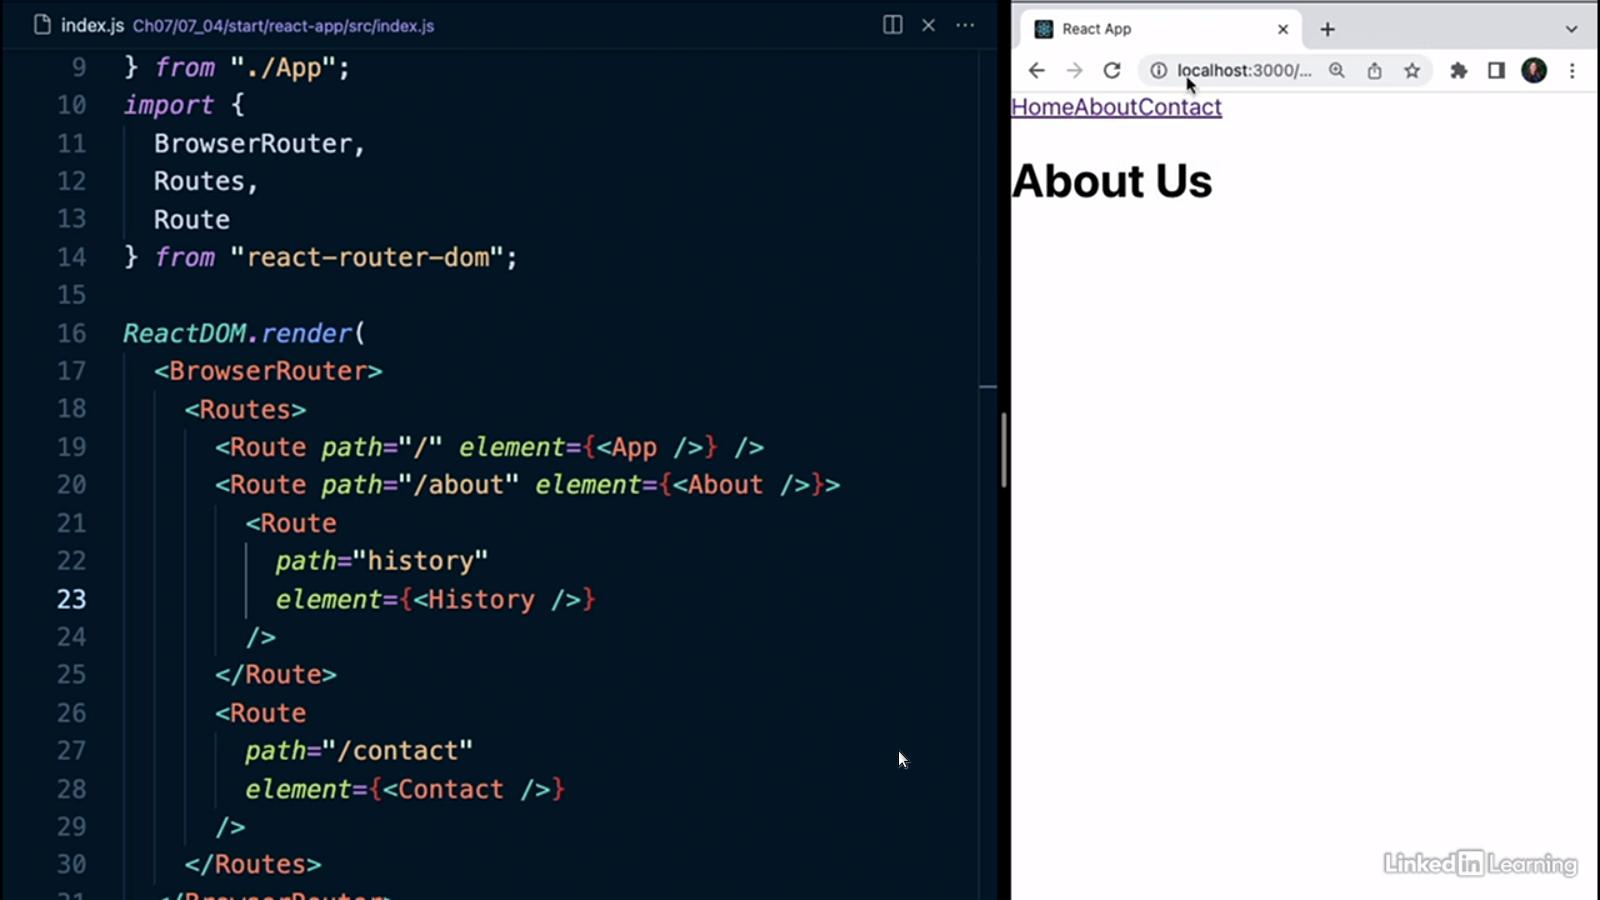 index.js Ch07/07_04/start/react-app/src/index.js
9 } from "./App";
10 import {
11 BrowserRouter,
12 Routes,
13 Route
14 } from "react-router-dom";
15
16 ReactDOM.render(
17 <BrowserRouter>
18 <Routes>
19 <Route path="/" element={<App />} />
20 <Route path="/about" element={<About />}>
21 <Route
22 path="history"
23 element={<History />}
24 />
25 </Route>
26 <Route
27 path="/contact"
28 element={<Contact />}
29 />
30 </Routes>
31 </BrowserRouter>
React App
localhost:3000/...
HomeAboutContact
About Us
LinkedIn Learning